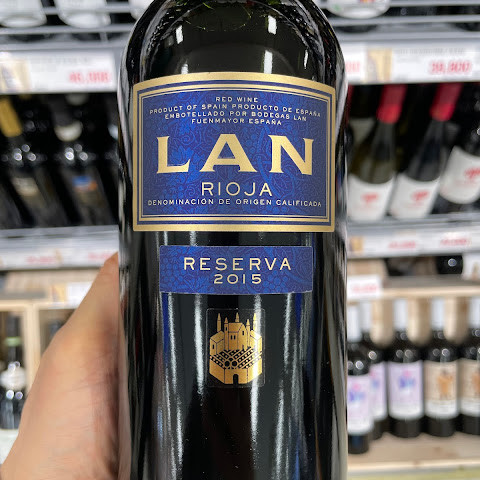 RED WINE
PRODUCT OF SPAIN PRODUCTO DE ESPAÑA
EMBOTELLADO POR BODEGAS LAN
FUENMAYOR ESPAÑA
LAN
RIOJA
DENOMINACIÓN DE ORIGEN CALIFICADA
RESERVA
2015